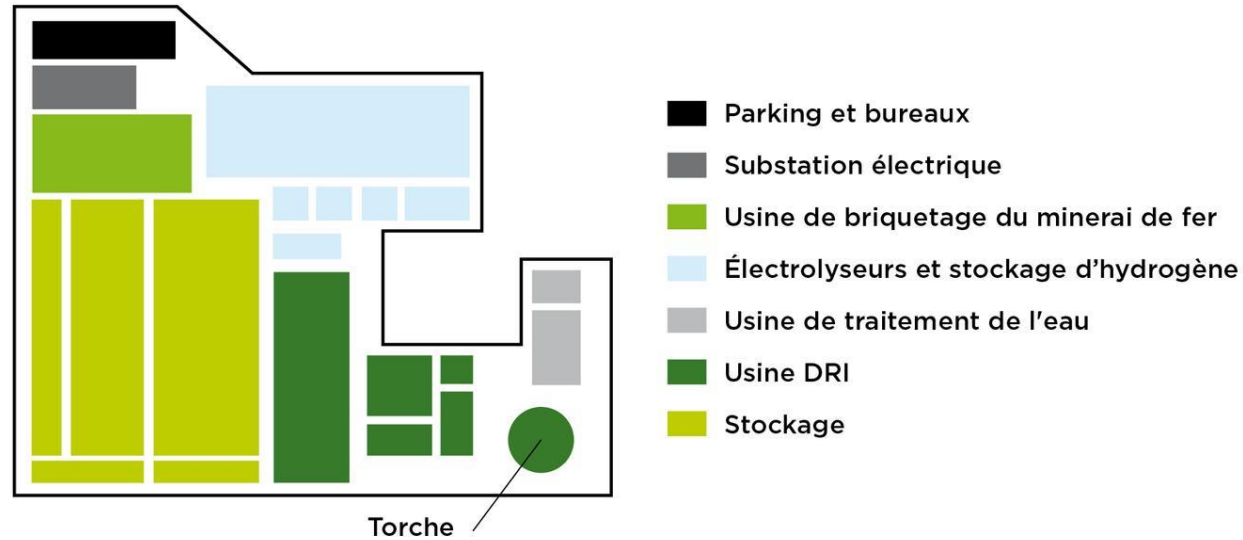 Parking et bureaux
Substation électrique
Usine de briquetage du minerai de fer
Électrolyseurs et stockage d’hydrogène
Usine de traitement de l'eau
Usine DRI
Stockage
Torche